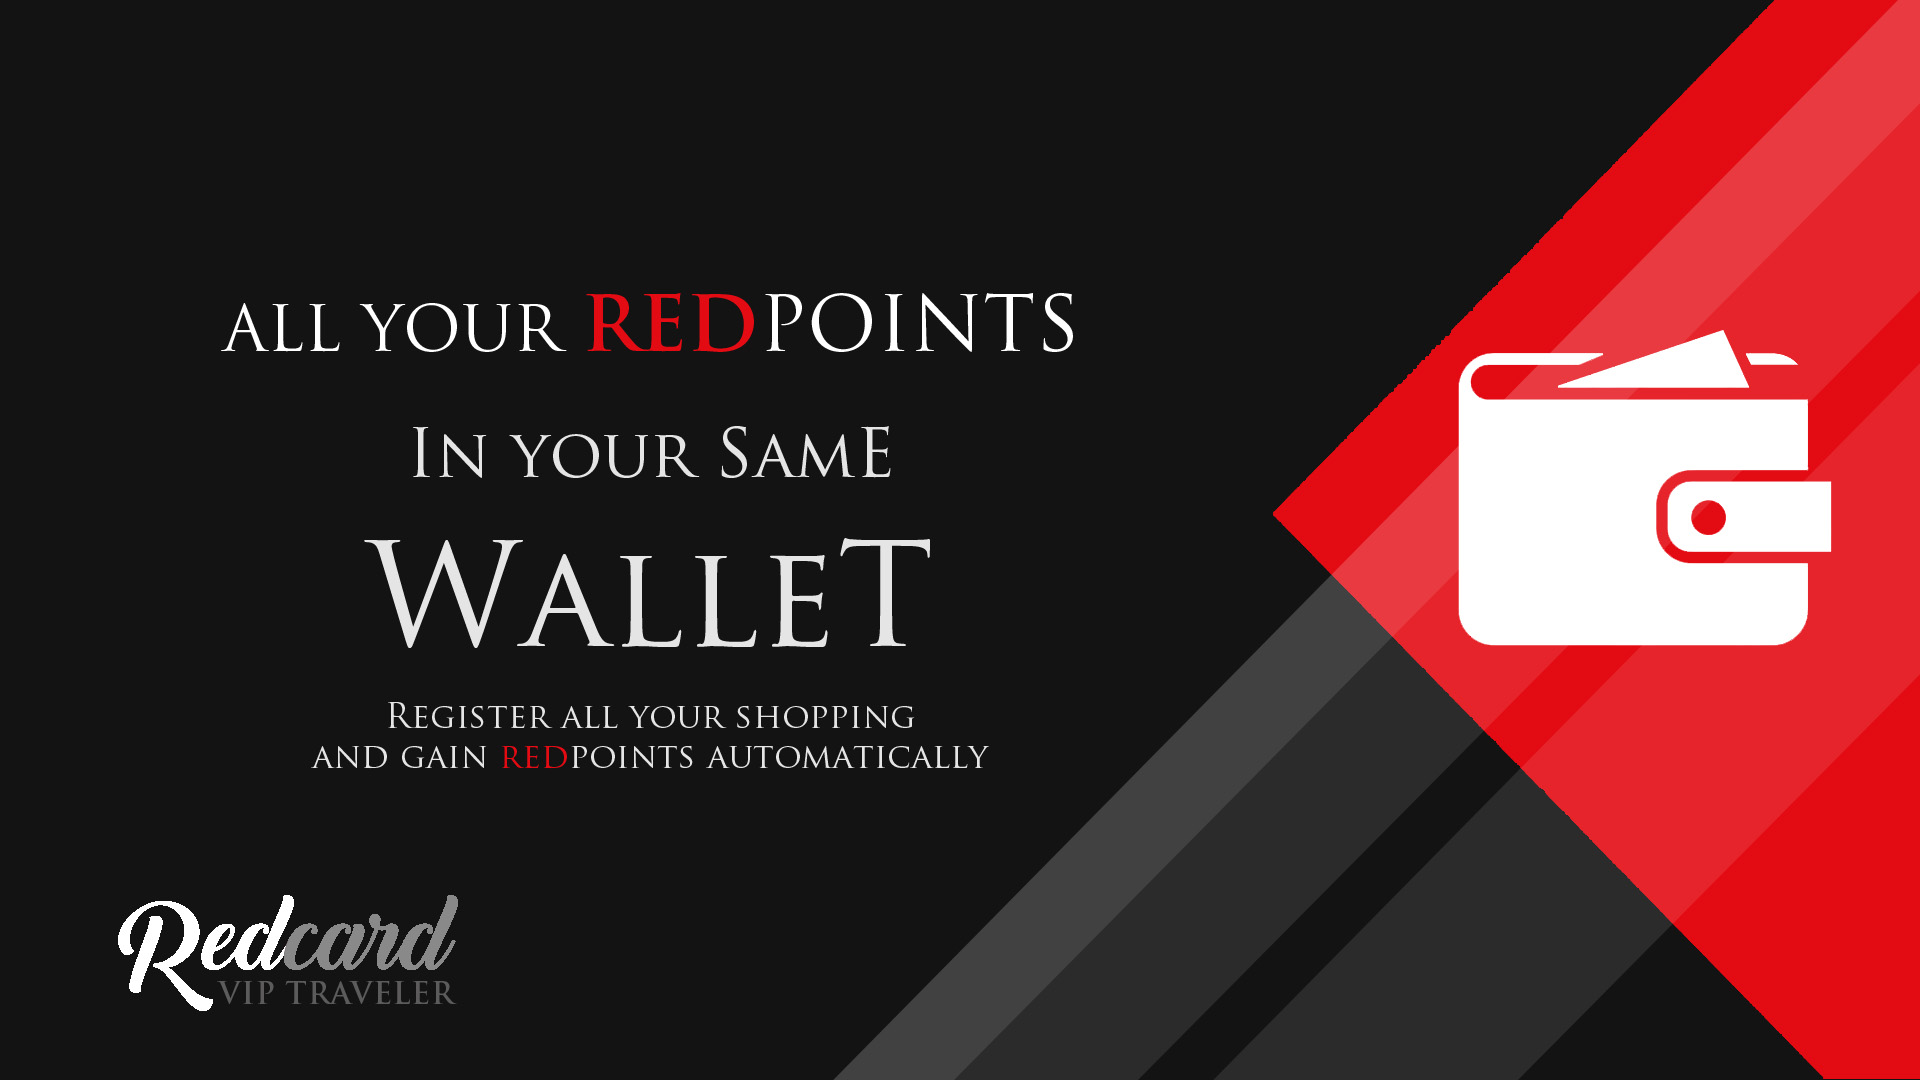 ALL YOUR REDPOINTS
IN YOUR SAME
WALLET
REGISTER ALL YOUR SHOPPING
AND GAIN REDPOINTS AUTOMATICALLY
Redcard
VIP TRAVELER